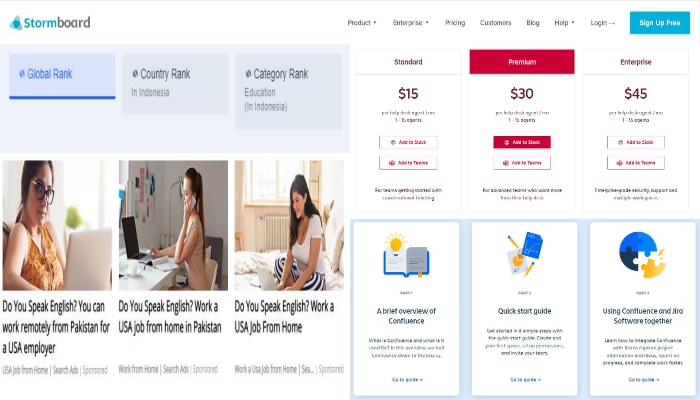 Stormboard
Product
Enterprise
Pricing
Customers
Blog
Help
Login →
Sign Up Free
Global Rank
Country Rank
In Indonesia
Category Rank
Education
(In Indonesia)
Standard
$15
per help desk agent / mo
1 - 15 agents
Add to Slack
Add to Teams
For teams getting started with
conversational ticketing
Premium
$30
per help desk agent / mo
1 - 15 agents
Add to Slack
Add to Teams
For advanced teams who want more
from their help desk
Enterprise
$45
per help desk agent / mo
1 - 15 agents
Add to Slack
Add to Teams
Enterprise-grade security, support and
multiple workspaces
Do You Speak English? You can
work remotely from Pakistan for
a USA employer
USA Job from Home | Search Ads | Sponsored
Do You Speak English? Work a
USA job from home in Pakistan
Work from Home | Search Ads | Sponsored
Do You Speak English? Work a
USA Job From Home
Work a Usa Job from Home | Sea... | Sponsored
PART 1
A brief overview of
Confluence
What is Confluence and what is it
used for? In this overview, we boil
Confluence down to the basics.
Go to guide →
PART 2
Quick start guide
Get started in 6 simple steps with
the quick start guide. Create and
your first space, setup permissions,
and invite your team.
Go to guide →
PART 3
Using Confluence and Jira
Software together
Learn how to integrate Confluence
with Jira to capture project
information and ideas, report on
progress, and complete work faster.
Go to guide →